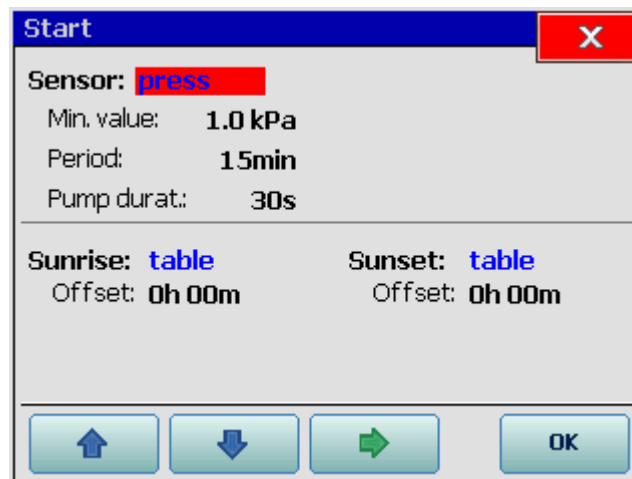 Start
X
Sensor: press
Min. value: 1.0 kPa
Period: 15min
Pump durat.: 30s
Sunrise: table Sunset: table
Offset: 0h 00m Offset: 0h 00m
OK